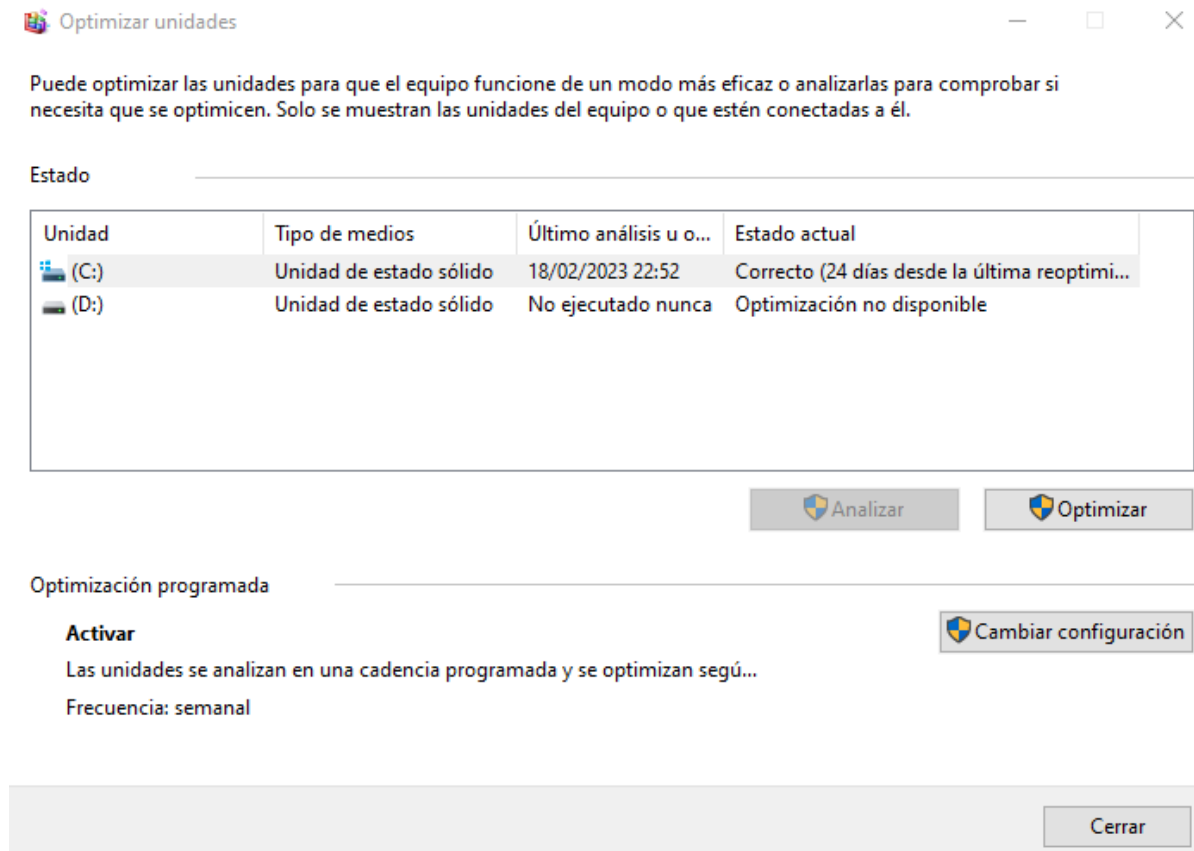 Optimizar unidades
Puede optimizar las unidades para que el equipo funcione de un modo más eficaz o analizarlas para comprobar si
necesita que se optimicen. Solo se muestran las unidades del equipo o que estén conectadas a él.
Estado
Unidad Tipo de medios Último análisis u o... Estado actual
(C:) Unidad de estado sólido 18/02/2023 22:52 Correcto (24 días desde la última reoptimi...
(D:) Unidad de estado sólido No ejecutado nunca Optimización no disponible
Analizar Optimizar
Optimización programada
Activar Cambiar configuración
Las unidades se analizan en una cadencia programada y se optimizan segú...
Frecuencia: semanal
Cerrar